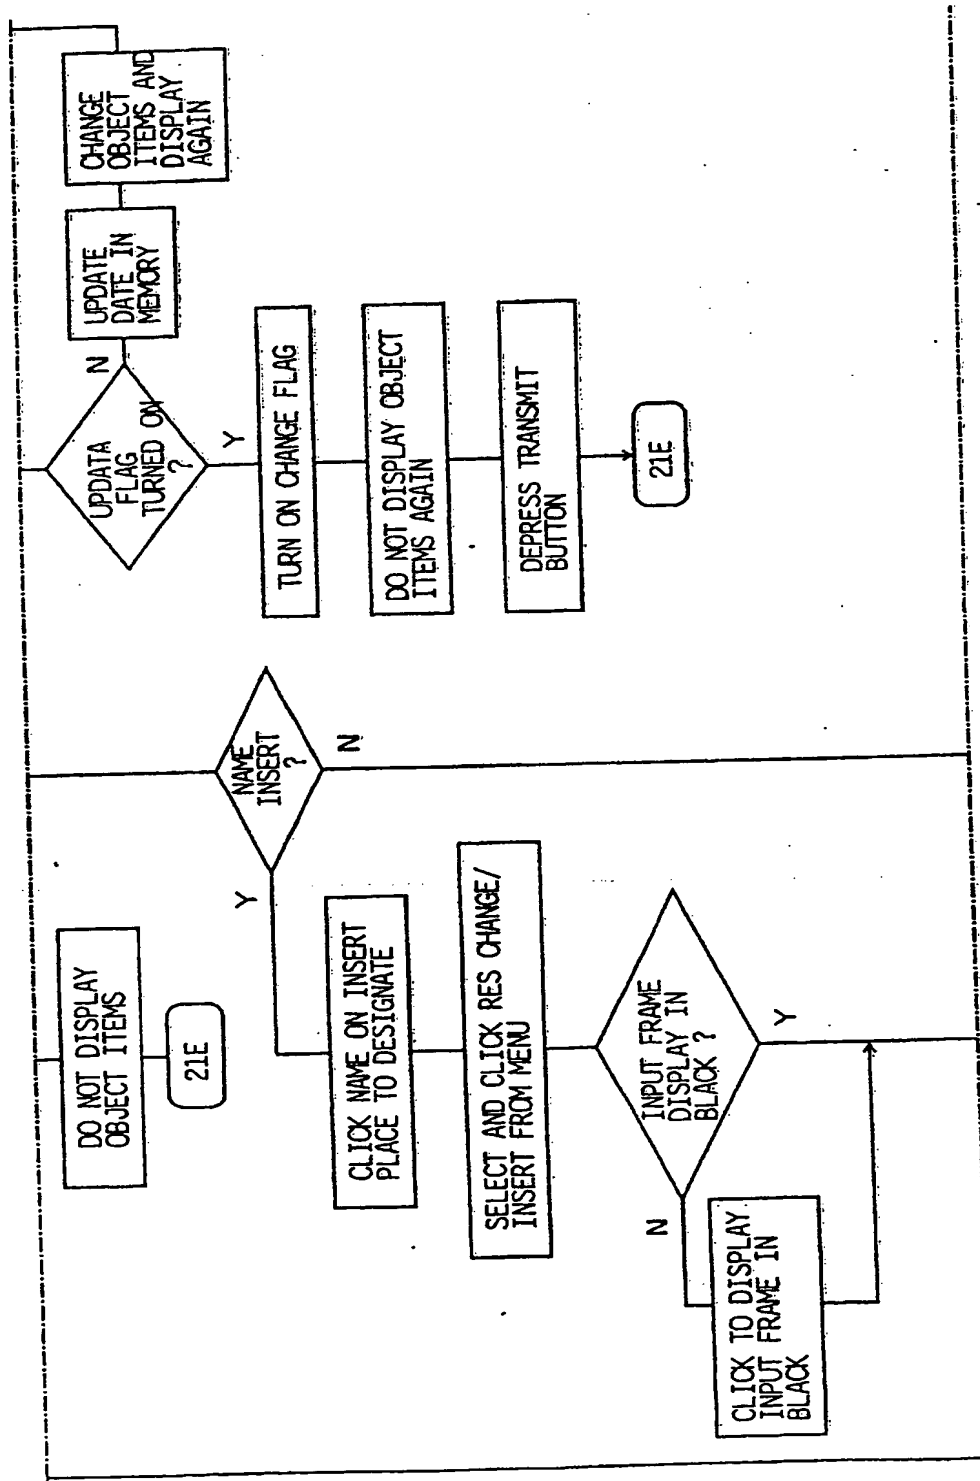 DO NOT DISPLAY
OBJECT ITEMS
21E
NAME
INSERT
?
Y
N
CLICK NAME ON INSERT
PLACE TO DESIGNATE
SELECT AND CLICK RES CHANGE/
INSERT FROM MENU
INPUT FRAME
DISPLAY IN
BLACK ?
N
Y
CLICK TO DISPLAY
INPUT FRAME IN
BLACK
UPDATA
FLAG
TURNED ON
?
N
Y
UPDATE
DATE IN
MEMORY
CHANGE
OBJECT
ITEMS AND
DISPLAY
AGAIN
TURN ON CHANGE FLAG
DO NOT DISPLAY OBJECT
ITEMS AGAIN
DEPRESS TRANSMIT
BUTTON
21E